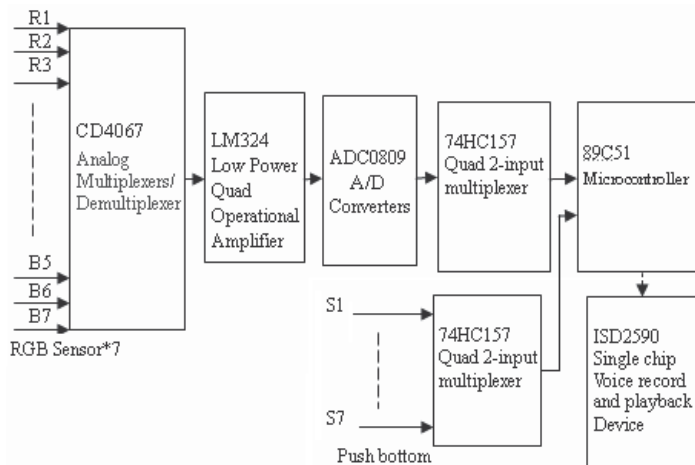 R1
R2
R3
B5
B6
B7
RGB Sensor*7
CD4067
Analog
Multiplexers/
Demultiplexer
LM324
Low Power
Quad
Operational
Amplifier
ADC0809
A/D
Converters
74HC157
Quad 2-input
multiplexer
89C51
Microcontroller
S1
S7
Push bottom
74HC157
Quad 2-input
multiplexer
ISD2590
Single chip
Voice record
and playback
Device